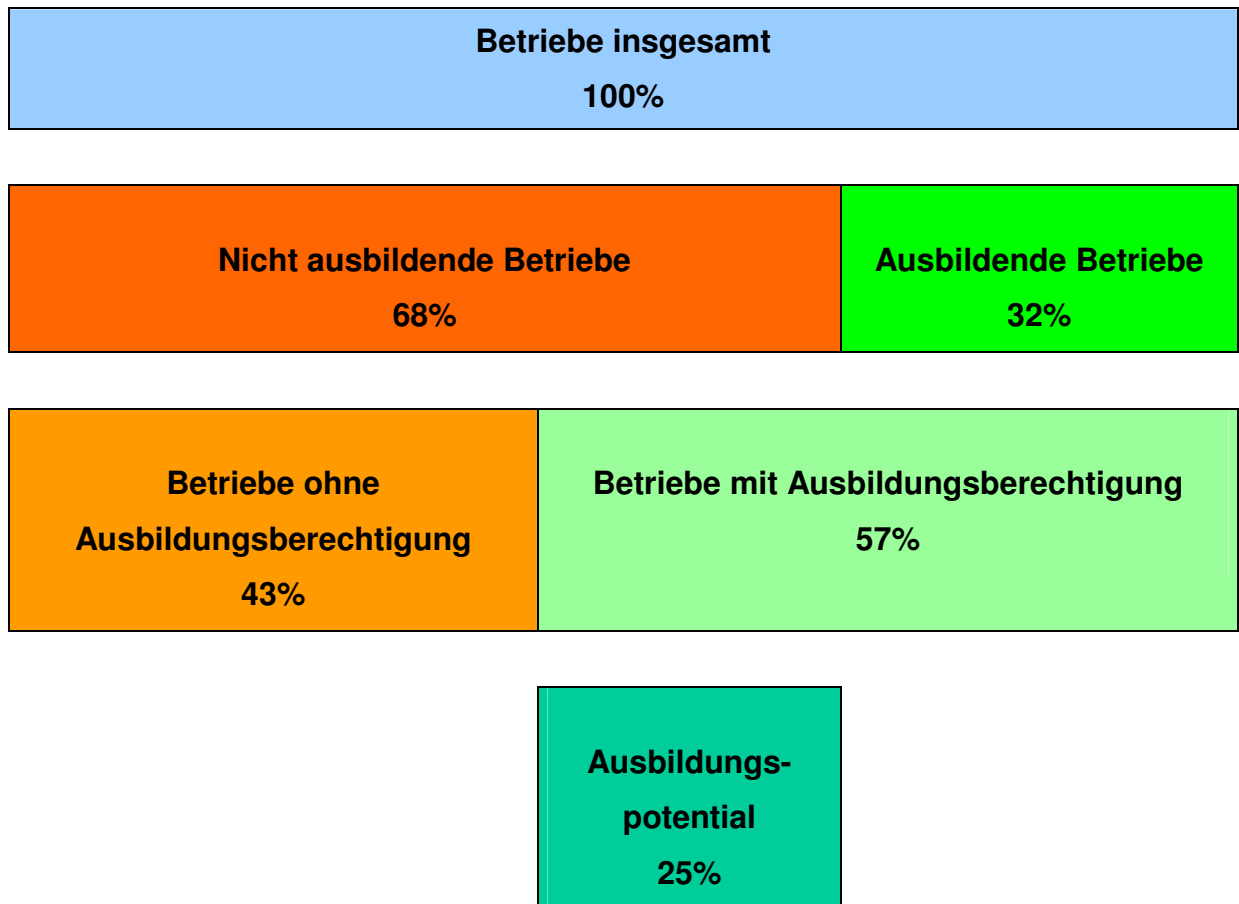 Betriebe insgesamt
100%
Nicht ausbildende Betriebe
68%
Ausbildende Betriebe
32%
Betriebe ohne
Ausbildungsberechtigung
43%
Betriebe mit Ausbildungsberechtigung
57%
Ausbildungs-
potential
25%